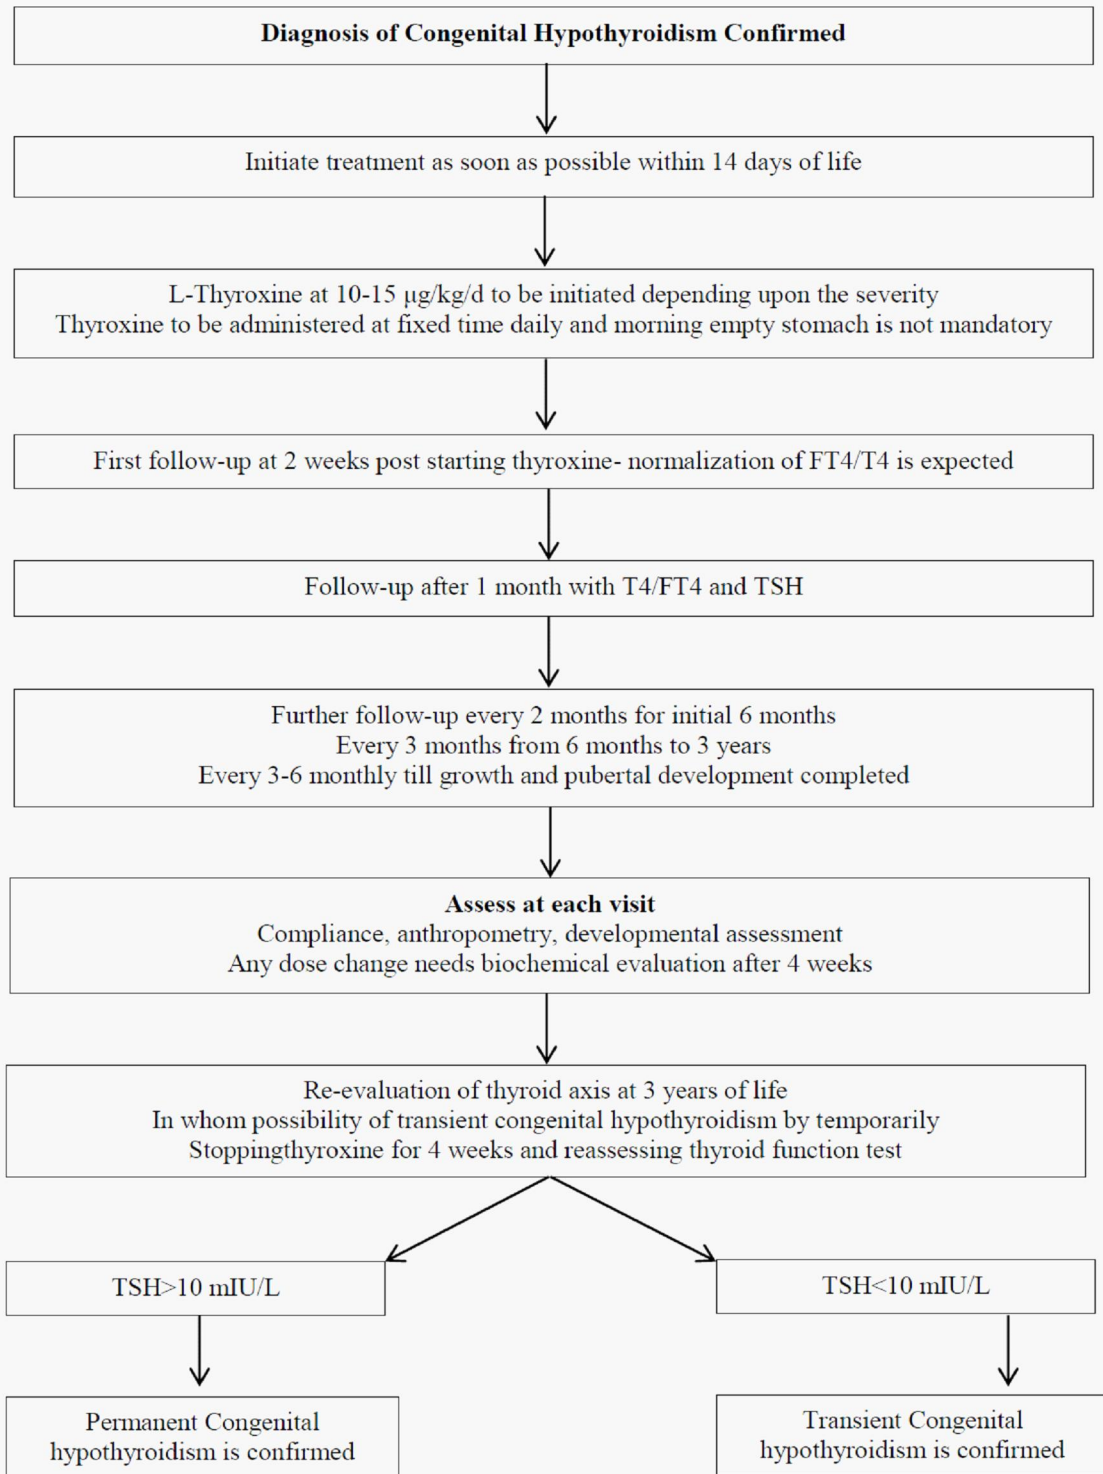 Diagnosis of Congenital Hypothyroidism Confirmed
Initiate treatment as soon as possible within 14 days of life
L-Thyroxine at 10-15 µg/kg/d to be initiated depending upon the severity
Thyroxine to be administered at fixed time daily and morning empty stomach is not mandatory
First follow-up at 2 weeks post starting thyroxine- normalization of FT4/T4 is expected
Follow-up after 1 month with T4/FT4 and TSH
Further follow-up every 2 months for initial 6 months
Every 3 months from 6 months to 3 years
Every 3-6 monthly till growth and pubertal development completed
Assess at each visit
Compliance, anthropometry, developmental assessment
Any dose change needs biochemical evaluation after 4 weeks
Re-evaluation of thyroid axis at 3 years of life
In whom possibility of transient congenital hypothyroidism by temporarily
Stoppingthyroxine for 4 weeks and reassessing thyroid function test
TSH>10 mIU/L
TSH<10 mIU/L
Permanent Congenital
hypothyroidism is confirmed
Transient Congenital
hypothyroidism is confirmed